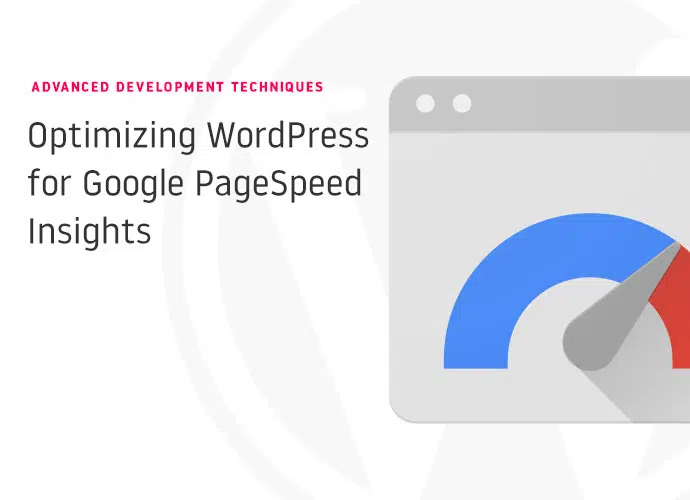 ADVANCED DEVELOPMENT TECHNIQUES
Optimizing WordPress
for Google PageSpeed
Insights